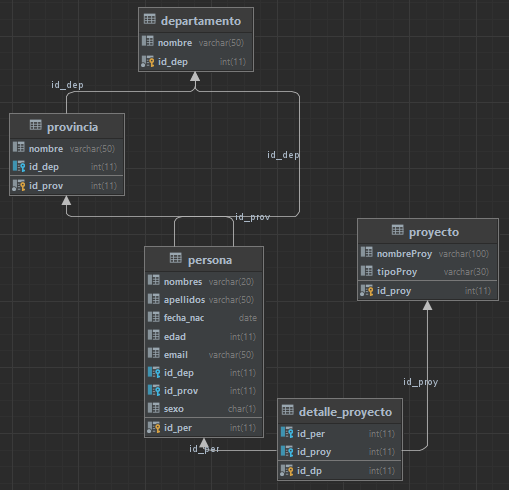 departamento
nombre varchar(50)
id_dep int(11)
id_dep
provincia
nombre varchar(50)
id_dep int(11)
id_prov int(11)
id_dep
id_prov
persona
nombres varchar(20)
apellidos varchar(50)
fecha_nac date
edad int(11)
email varchar(50)
id_dep int(11)
id_prov int(11)
sexo char(1)
id_per int(11)
proyecto
nombreProy varchar(100)
tipoProy varchar(30)
id_proy int(11)
id_proy
id_per
detalle_proyecto
id_per int(11)
id_proy int(11)
id_dp int(11)